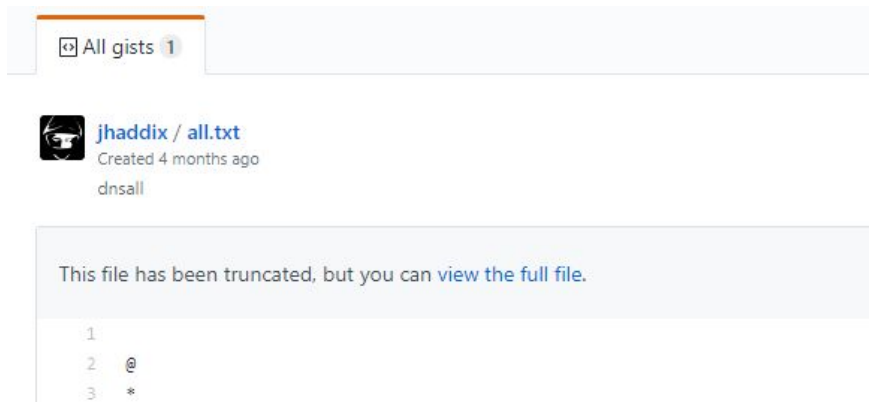 All gists 1
jhaddix / all.txt
Created 4 months ago
dnsall
This file has been truncated, but you can view the full file.
1
2 @
3 *